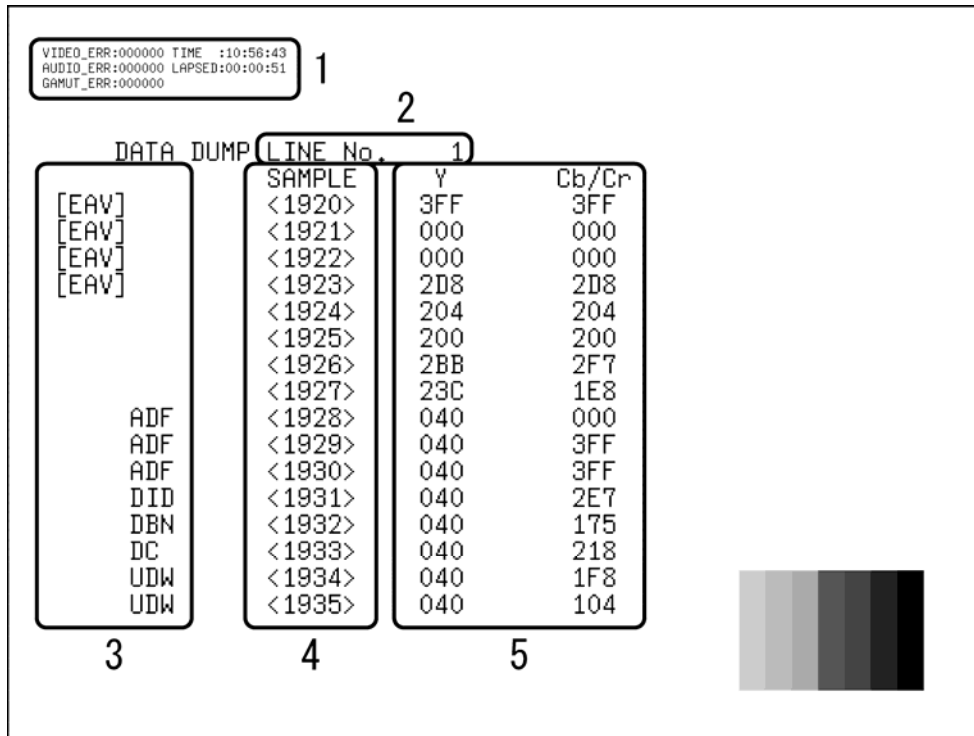 VIDEO_ERR:000000 TIME :10:56:43
AUDIO_ERR:000000 LAPSED:00:00:51
GAMUT_ERR:000000
1
2
DATA DUMP LINE No. 1
SAMPLE Y Cb/Cr
[EAV] <1920> 3FF 3FF
[EAV] <1921> 000 000
[EAV] <1922> 000 000
[EAV] <1923> 2D8 2D8
<1924> 204 204
<1925> 200 200
<1926> 2BB 2F7
<1927> 23C 1E8
ADF <1928> 040 000
ADF <1929> 040 3FF
ADF <1930> 040 3FF
DID <1931> 040 2E7
DBN <1932> 040 175
DC <1933> 040 218
UDW <1934> 040 1F8
UDW <1935> 040 104
3 4 5